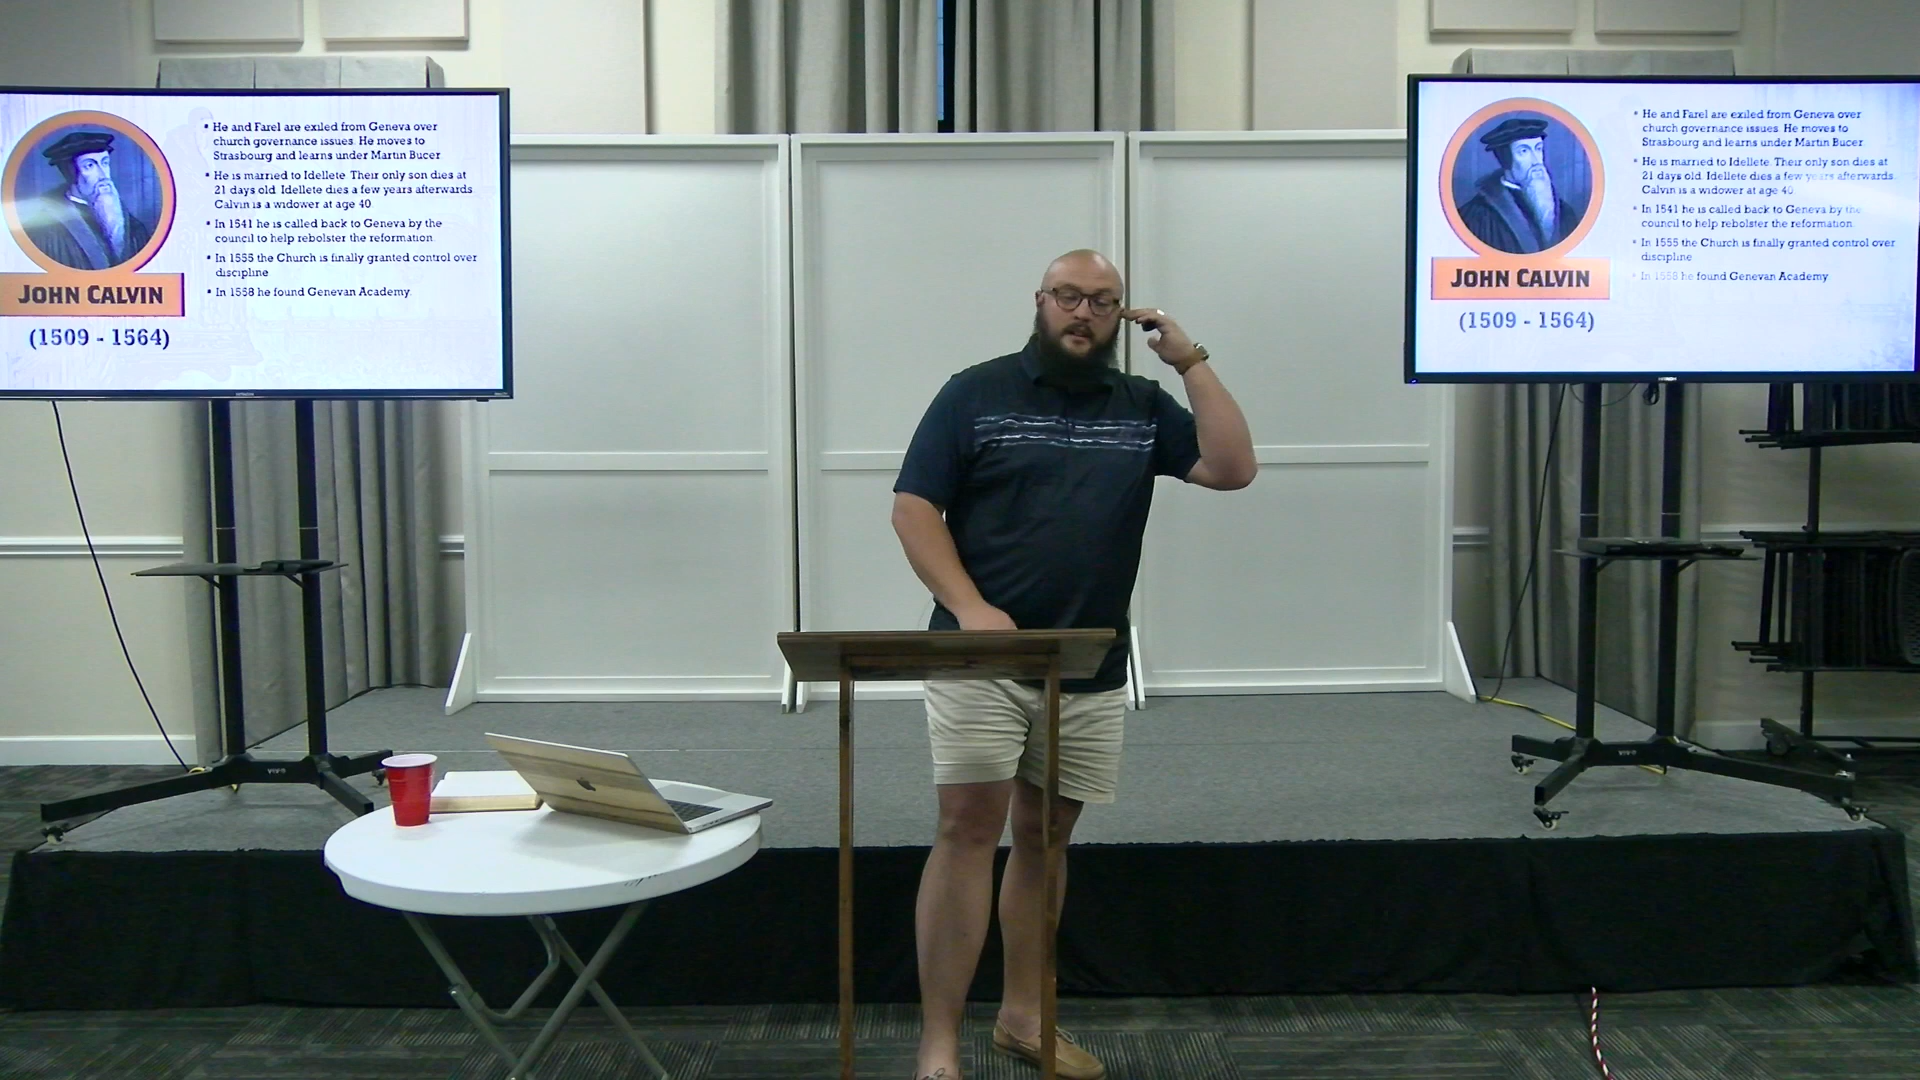 He and Farel are exiled from Geneva over
church governance issues. He moves to
Strasbourg and learns under Martin Bucer.
He is married to Idellete. Their only son dies at
21 days old. Idellete dies a few years afterwards.
Calvin is a widower at age 40.
In 1541 he is called back to Geneva by the
council to help rebolster the reformation.
In 1555 the Church is finally granted control over
discipline
In 1558 he found Genevan Academy.
JOHN CALVIN
(1509 - 1564)
He and Farel are exiled from Geneva over
church governance issues. He moves to
Strasbourg and learns under Martin Bucer.
He is married to Idellete. Their only son dies at
21 days old. Idellete dies a few years afterwards.
Calvin is a widower at age 40.
In 1541 he is called back to Geneva by the
council to help rebolster the reformation.
In 1555 the Church is finally granted control over
discipline
In 1558 he found Genevan Academy.
JOHN CALVIN
(1509 - 1564)